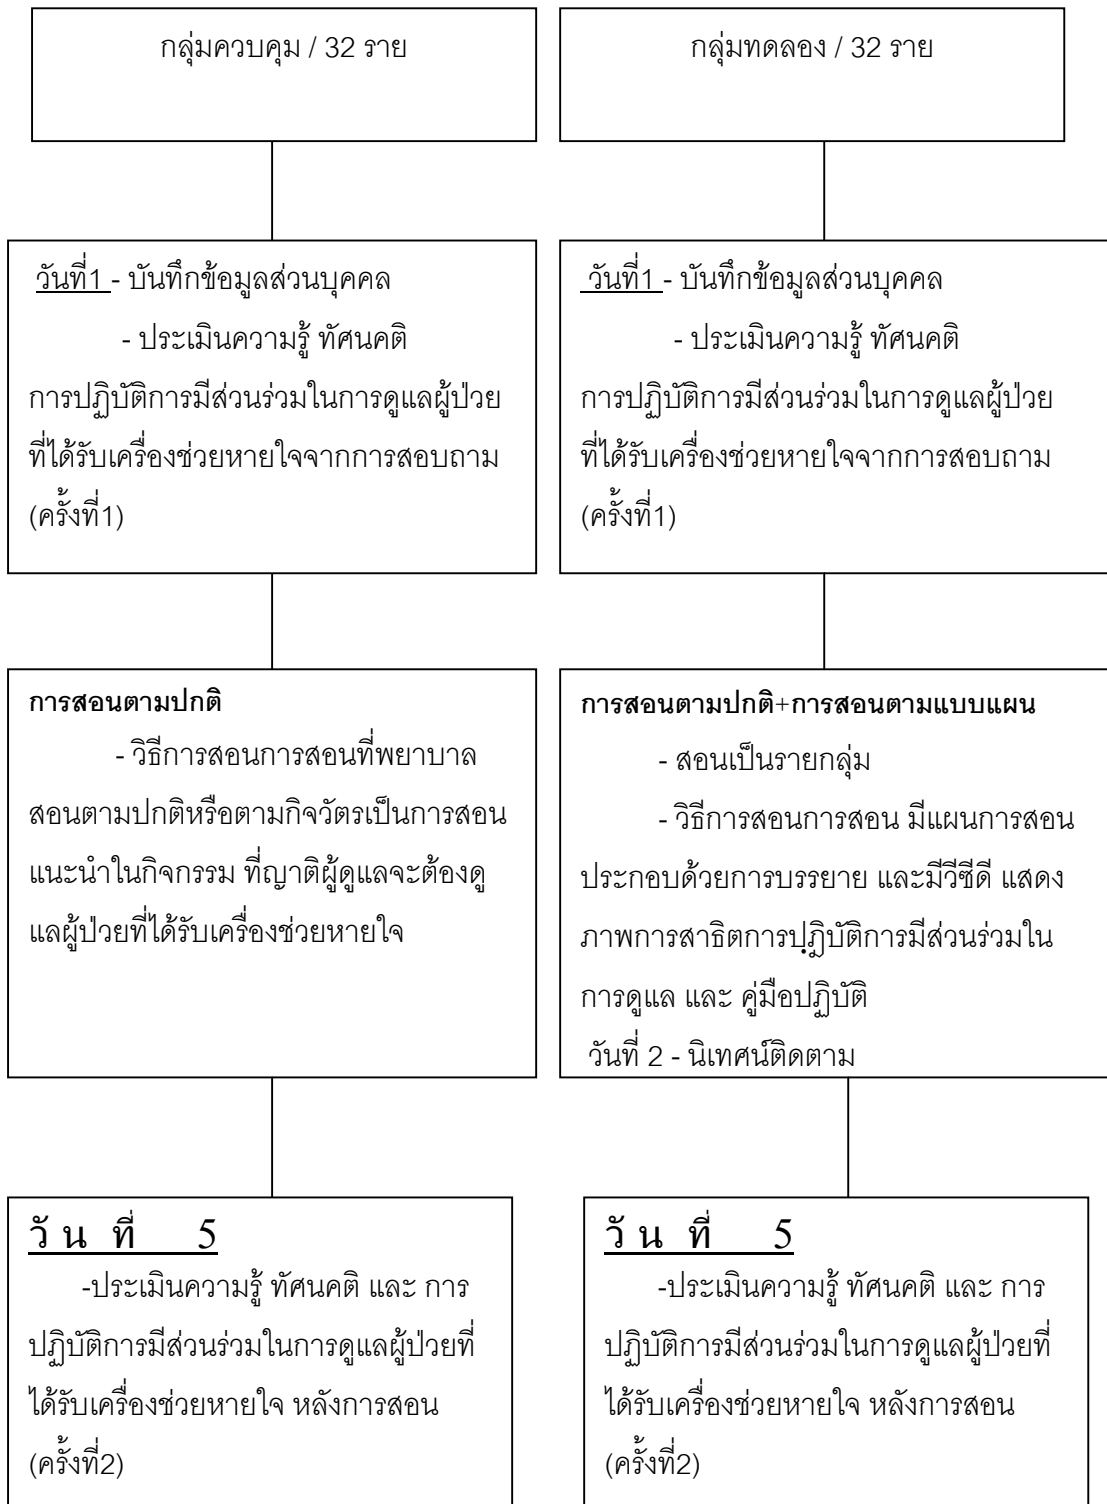 กลุ่มควบคุม / 32 ราย
กลุ่มทดลอง / 32 ราย
วันที่1 - บันทึกข้อมูลส่วนบุคคล
- ประเมินความรู้ ทัศนคติ
การปฏิบัติการมีส่วนร่วมในการดูแลผู้ป่วย
ที่ได้รับเครื่องช่วยหายใจจากการสอบถาม
(ครั้งที่1)
วันที่1 - บันทึกข้อมูลส่วนบุคคล
- ประเมินความรู้ ทัศนคติ
การปฏิบัติการมีส่วนร่วมในการดูแลผู้ป่วย
ที่ได้รับเครื่องช่วยหายใจจากการสอบถาม
(ครั้งที่1)
การสอนตามปกติ
- วิธีการสอนการสอนที่พยาบาล
สอนตามปกติหรือตามกิจวัตรเป็นการสอน
แนะนำในกิจกรรม ที่ญาติผู้ดูแลจะต้องดู
แลผู้ป่วยที่ได้รับเครื่องช่วยหายใจ
การสอนตามปกติ+การสอนตามแบบแผน
- สอนเป็นรายกลุ่ม
- วิธีการสอนการสอน มีแผนการสอน
ประกอบด้วยการบรรยาย และมีวีซีดี แสดง
ภาพการสาธิตการปฺฏิบัติการมีส่วนร่วมใน
การดูแล และ คู่มือปฏิบัติ
วันที่ 2 - นิเทศน์ติดตาม
วั น ที่ 5
-ประเมินความรู้ ทัศนคติ และ การ
ปฏิบัติการมีส่วนร่วมในการดูแลผู้ป่วยที่
ได้รับเครื่องช่วยหายใจ หลังการสอน
(ครั้งที่2)
วั น ที่ 5
-ประเมินความรู้ ทัศนคติ และ การ
ปฏิบัติการมีส่วนร่วมในการดูแลผู้ป่วยที่
ได้รับเครื่องช่วยหายใจ หลังการสอน
(ครั้งที่2)